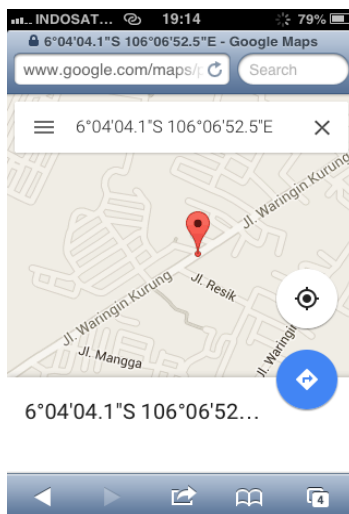 INDOSAT... 19:14 79%
6°04'04.1"S 106°06'52.5"E - Google Maps
www.google.com/maps/p Search
6°04'04.1"S 106°06'52.5"E
Jl. Waringin Kurung
Jl. Resik
Jl. Waringin Kurung
Jl. Waringi
Jl. Mangga
6°04'04.1"S 106°06'52...
4